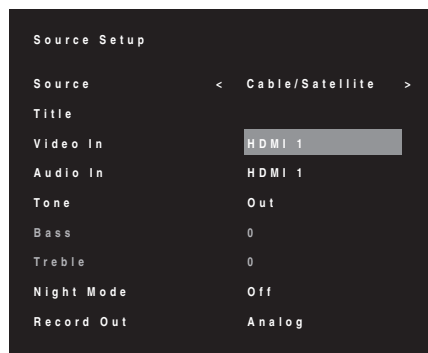 Source Setup
Source < Cable/Satellite >
Title
Video In HDMI 1
Audio In HDMI 1
Tone Out
Bass 0
Treble 0
Night Mode Off
Record Out Analog